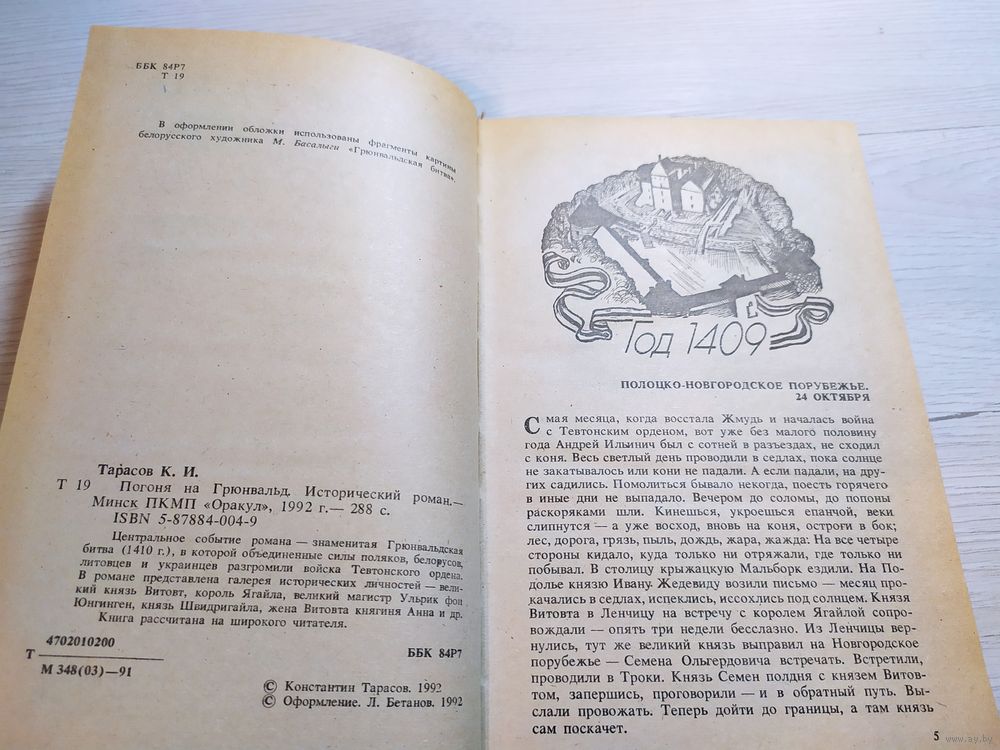 ББК 84Р7
Т 19
В оформлении обложки использованы фрагменты картины
белорусского художника М. Басалыги «Грюнвальдская битва».
Тарасов К. И.
Т 19 Погоня на Грюнвальд. Исторический роман.—
Минск ПКМП «Оракул», 1992 г.— 288 с.
ISBN 5-87884-004-9
Центральное событие романа — знаменитая Грюнвальдская
битва (1410 г.), в которой объединенные силы поляков, белорусов,
литовцев и украинцев разгромили войска Тевтонского ордена.
В романе представлена галерея исторических личностей — вели-
кий князь Витовт, король Ягайла, великий магистр Ульрик фон
Юнгинген, князь Швидригайла, жена Витовта княгиня Анна и др.
Книга рассчитана на широкого читателя.
Т 4702010200
М 348(03)—91
ББК 84Р7
© Константин Тарасов. 1992
© Оформление. Л. Бетанов. 1992
Год 1409
ПОЛОЦКО-НОВГОРОДСКОЕ ПОРУБЕЖЬЕ.
24 ОКТЯБРЯ
С мая месяца, когда восстала Жмудь и началась война
с Тевтонским орденом, вот уже без малого половину
года Андрей Ильинич был с сотней в разъездах, не сходил
с коня. Весь светлый день проводили в седлах, пока солнце
не закатывалось или кони не падали. А если падали, на дру-
гих садились. Помолиться бывало некогда, поесть горячего
в иные дни не выпадало. Вечером до соломы, до попоны
раскоряками шли. Кинешься, укроешься епанчой, веки
слипнутся — а уже восход, вновь на коня, остроги в бок;
лес, дорога, грязь, пыль, дождь, жара, жажда. На все четыре
стороны кидало, куда только ни отряжали, где только ни
побывал. В столицу крыжацкую Мальборк ездили. На По-
долье князю Ивану Жедевиду возили письмо — месяц про-
качались в седлах, испеклись, иссохлись под солнцем. Князя
Витовта в Ленчицу на встречу с королем Ягайлой сопро-
вождали — опять три недели бесслазно. Из Ленчицы вер-
нулись, тут же великий князь выправил на Новгородское
порубежье — Семена Ольгердовича встречать. Встретили,
проводили в Троки. Князь Семен полдня с князем Витов-
том, запершись, проговорили — и в обратный путь. Вы-
слали провожать. Теперь дойти до границы, а там князь
сам поскачет.
5
www.ay.by